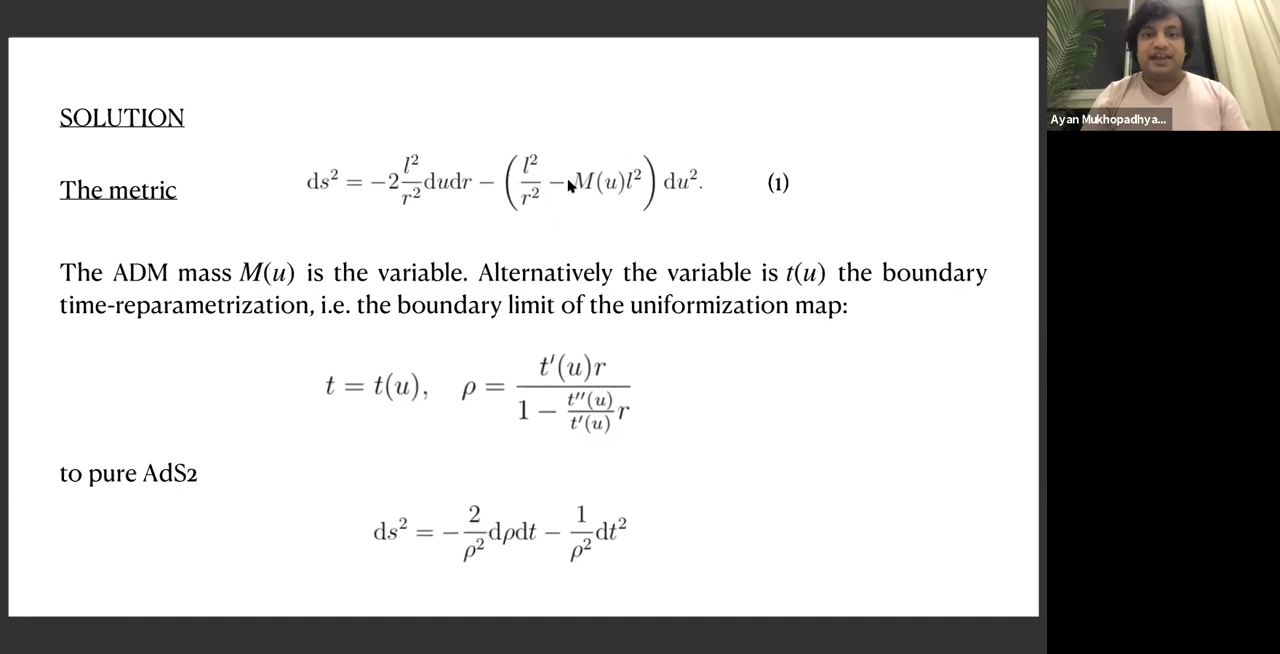 SOLUTION
The metric
ds² = −2 l²/r² dudr − (l²/r² − M(u)l²) du².    (1)
The ADM mass M(u) is the variable. Alternatively the variable is t(u) the boundary
time-reparametrization, i.e. the boundary limit of the uniformization map:
t = t(u),    ρ = t′(u)r / (1 − t′′(u)/t′(u) r)
to pure AdS2
ds² = −2/ρ² dρdt − 1/ρ² dt²
Ayan Mukhopadhya...